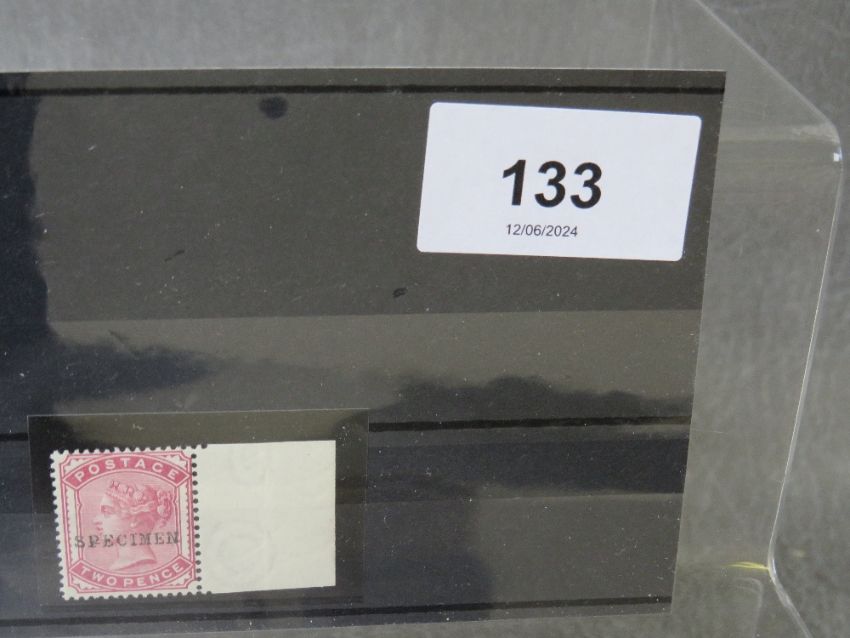 133
12/06/2024
POSTAGE
SPECIMEN
TWO PENCE